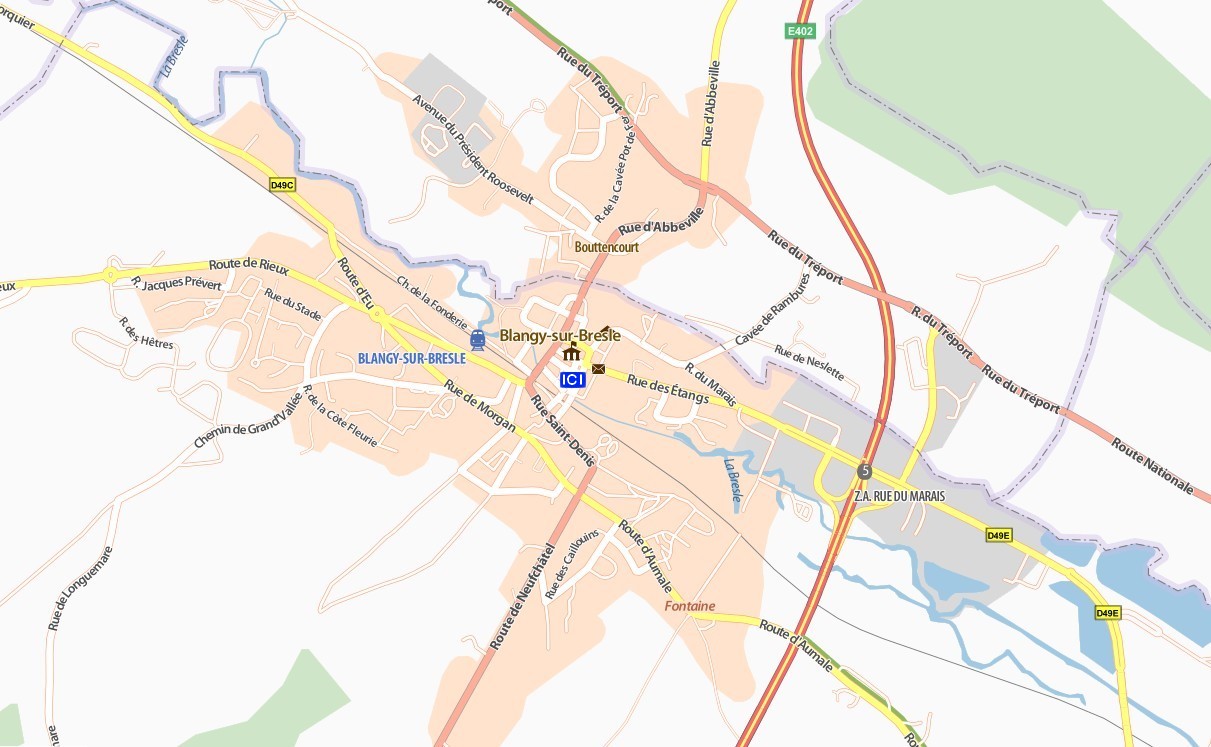 orquier
La Bresle
port
Rue du Tréport
E402
Rue d'Abbeville
Avenue du Président Roosevelt
R. de la Cavée Pot de Fer
D49C
Rue d'Abbeville
Bouttencourt
Rue du Tréport
Route de Rieux
eux
R. Jacques Prévert
Route d'Eu
Ch. de la Fonderie
Rue du Stade
Cavée de Rambures
R. du Tréport
R. des Hêtres
Blangy-sur-Bresle
BLANGY-SUR-BRESLE
Rue de Neslette
ICI
R. du Marais
Rue du Tréport
Rue des Étangs
Rue de Morgan
Chemin de Grand'Vallée
R. de la Côte Fleurie
Rue Saint-Denis
Route Nationale
La Bresle
5
Z.A. RUE DU MARAIS
D49E
Rue de Longuemare
Route de Neufchâtel
Rue des Caillouins
Route d'Aumale
Fontaine
D49E
Route d'Aumale
nare
Rou